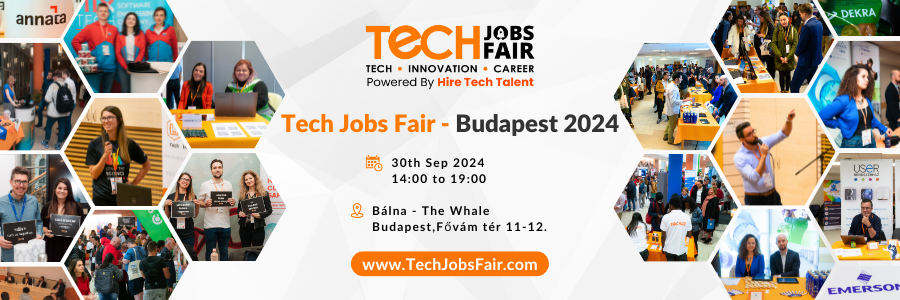 annata
TECH JOBS FAIR
TECH • INNOVATION • CAREER
Powered By Hire Tech Talent
Tech Jobs Fair - Budapest 2024
30th Sep 2024
14:00 to 19:00
Bálna - The Whale
Budapest,Fővám tér 11-12.
www.TechJobsFair.com
DEKRA
USER
EMERSON